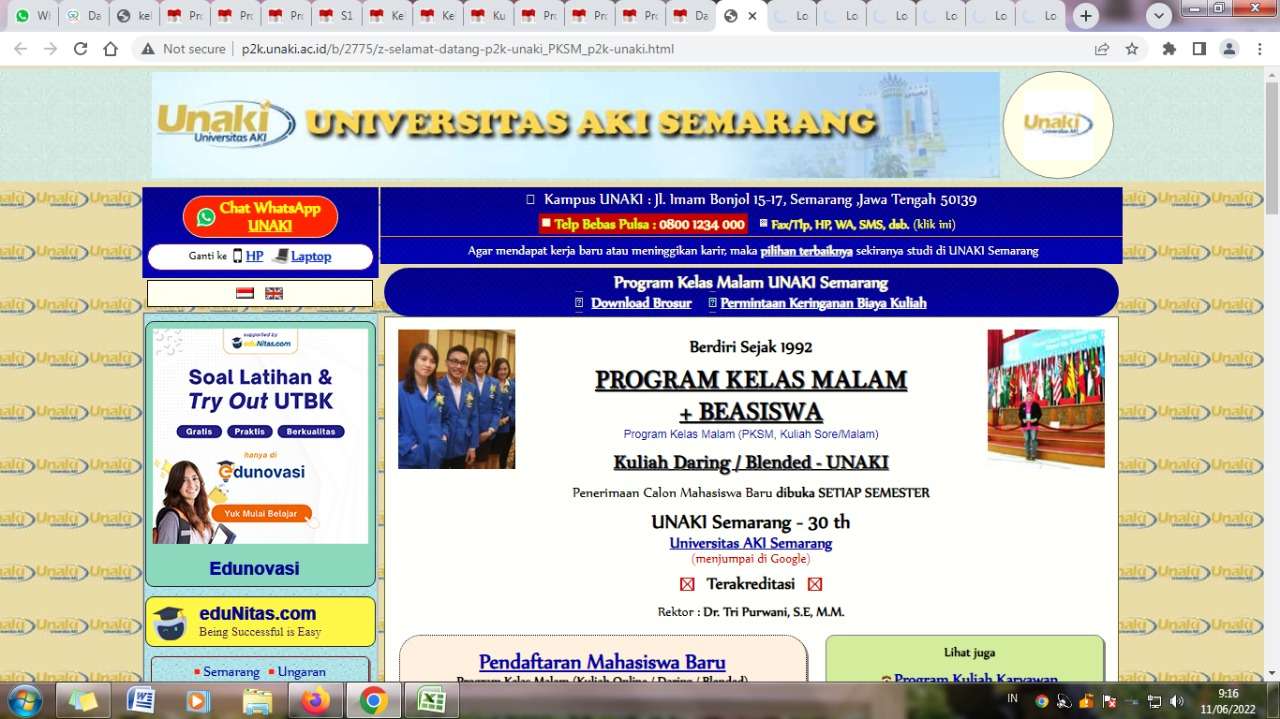 Wi
Da
kel
Pro
Pro
Pro
S1
Ke
Ke
Ku
Pro
Pro
Pro
Da
Lo
Lo
Lo
Lo
Lo
Lo
Not secure
p2k.unaki.ac.id/b/2775/z-selamat-datang-p2k-unaki_PKSM_p2k-unaki.html
Unaki
Universitas AKI
UNIVERSITAS AKI SEMARANG
Unaki
Chat WhatsApp
UNAKI
Ganti ke HP Laptop
Kampus UNAKI : Jl. Imam Bonjol 15-17, Semarang ,Jawa Tengah 50139
Telp Bebas Pulsa : 0800 1234 000 Fax/Tlp, HP, WA, SMS, dsb. (klik ini)
Agar mendapat kerja baru atau meninggikan karir, maka pilihan terbaiknya sekiranya studi di UNAKI Semarang
Program Kelas Malam UNAKI Semarang
Download Brosur Permintaan Keringanan Biaya Kuliah
supported by
eduNitas.com
Soal Latihan &
Try Out UTBK
Gratis Praktis Berkualitas
hanya di
edunovasi
Yuk Mulai Belajar
Edunovasi
eduNitas.com
Being Successful is Easy
Semarang Ungaran
Berdiri Sejak 1992
PROGRAM KELAS MALAM
+ BEASISWA
Program Kelas Malam (PKSM, Kuliah Sore/Malam)
Kuliah Daring / Blended - UNAKI
Penerimaan Calon Mahasiswa Baru dibuka SETIAP SEMESTER
UNAKI Semarang - 30 th
Universitas AKI Semarang
(menjumpai di Google)
Terakreditasi
Rektor : Dr. Tri Purwani, S.E, M.M.
Pendaftaran Mahasiswa Baru
Program Kelas Malam (Kuliah Online / Daring / Blended)
Lihat juga
Program Kuliah Karyawan
IN
9:16
11/06/2022